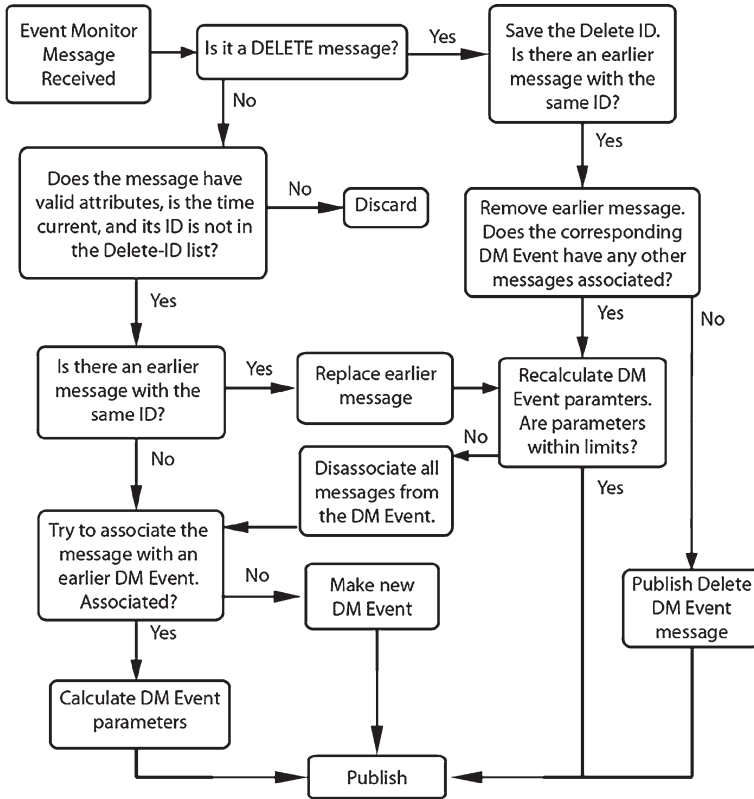 Event Monitor
Message
Received
Is it a DELETE message?
Yes
Save the Delete ID.
Is there an earlier
message with the
same ID?
No
Yes
Does the message have
valid attributes, is the time
current, and its ID is not in
the Delete-ID list?
No
Discard
Remove earlier message.
Does the corresponding
DM Event have any other
messages associated?
Yes
Yes
No
Is there an earlier
message with the
same ID?
Yes
Replace earlier
message
Recalculate DM
Event paramters.
Are parameters
within limits?
No
No
Yes
Disassociate all
messages from
the DM Event.
Try to associate the
message with an
earlier DM Event.
Associated?
No
Make new
DM Event
Publish Delete
DM Event
message
Yes
Calculate DM Event
parameters
Publish